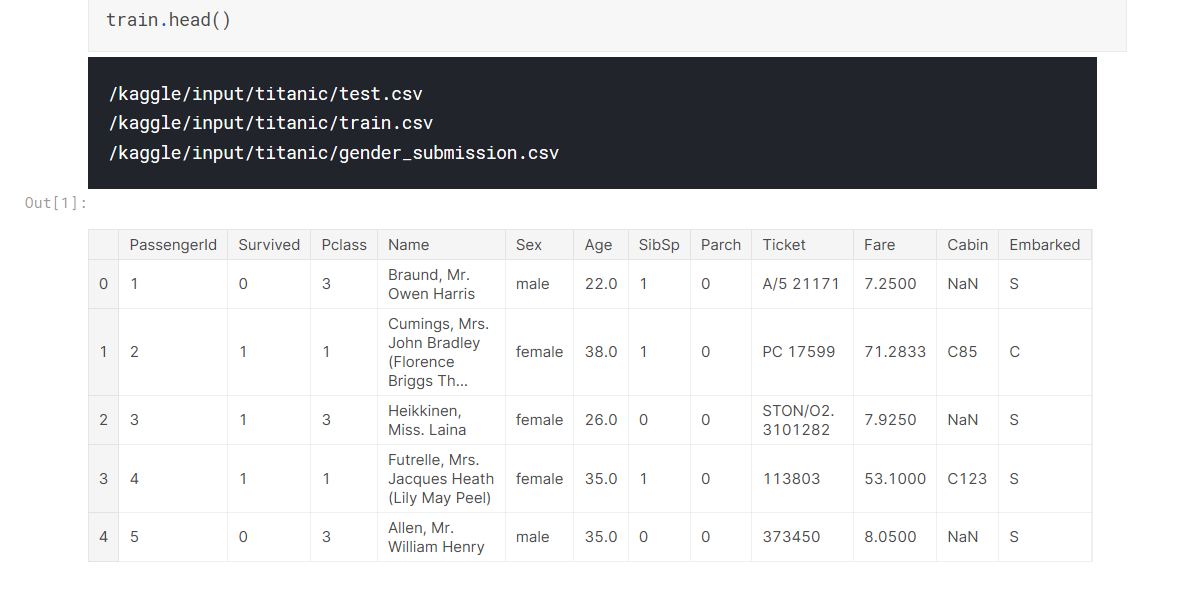 train.head()
/kaggle/input/titanic/test.csv
/kaggle/input/titanic/train.csv
/kaggle/input/titanic/gender_submission.csv
Out[1]:
PassengerId Survived Pclass Name Sex Age SibSp Parch Ticket Fare Cabin Embarked
0 1 0 3 Braund, Mr. Owen Harris male 22.0 1 0 A/5 21171 7.2500 NaN S
1 2 1 1 Cumings, Mrs. John Bradley (Florence Briggs Th... female 38.0 1 0 PC 17599 71.2833 C85 C
2 3 1 3 Heikkinen, Miss. Laina female 26.0 0 0 STON/O2. 3101282 7.9250 NaN S
3 4 1 1 Futrelle, Mrs. Jacques Heath (Lily May Peel) female 35.0 1 0 113803 53.1000 C123 S
4 5 0 3 Allen, Mr. William Henry male 35.0 0 0 373450 8.0500 NaN S